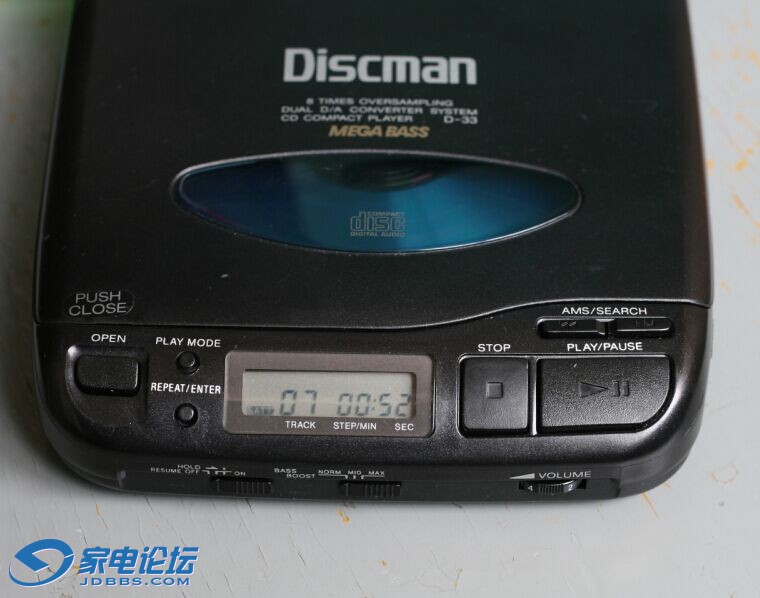 Discman
8 TIMES OVERSAMPLING
DUAL D/A CONVERTER SYSTEM
CD COMPACT PLAYER D-33
MEGA BASS
COMPACT
disc
DIGITAL AUDIO
PUSH
CLOSE
AMS/SEARCH
OPEN
PLAY MODE
STOP
PLAY/PAUSE
REPEAT/ENTER
07 00:52
TRACK STEP/MIN SEC
HOLD
RESUME OFF ON
BASS
BOOST
NORM MID MAX
VOLUME
4 2
家电论坛
JDBBS.COM